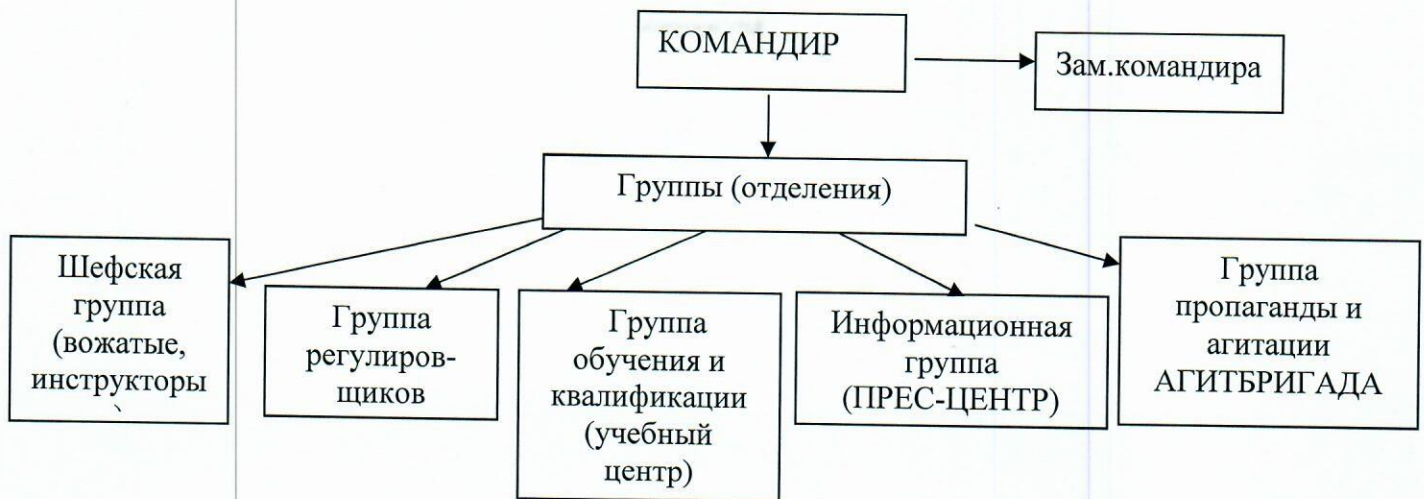 КОМАНДИР
Зам.командира
Группы (отделения)
Шефская
группа
(вожатые,
инструкторы
)
Группа
регулиров-
щиков
Группа
обучения и
квалификации
(учебный
центр)
Информационная
группа
(ПРЕС-ЦЕНТР)
Группа
пропаганды и
агитации
АГИТБРИГАДА